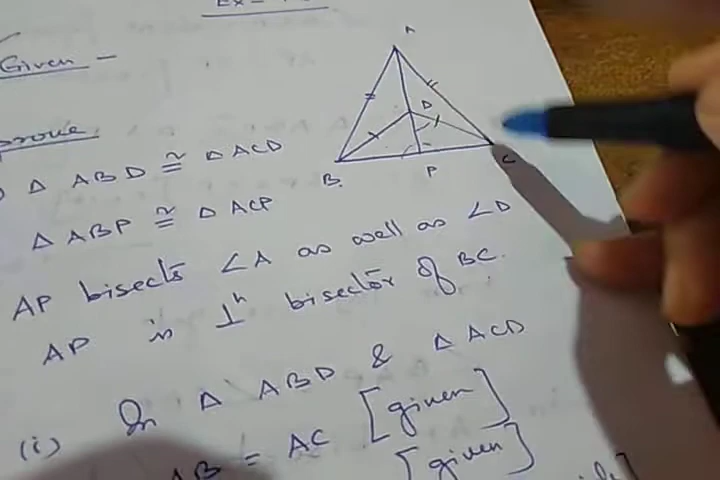 Given -
A
D
B.
P
C
prove
△ ABD ≅ △ ACD
△ ABP ≅ △ ACP
AP bisects ∠A as well as ∠D
AP is ⊥ʳ bisector of BC.
(i) In △ ABD & △ ACD
AB = AC [given]
[given]